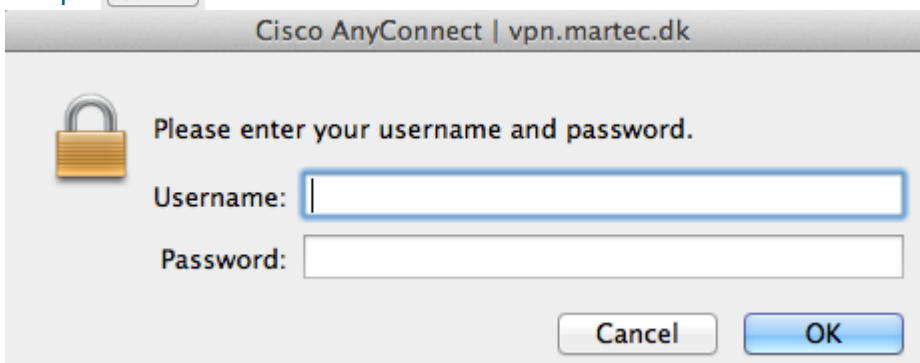 Cisco AnyConnect | vpn.martec.dk
Please enter your username and password.
Username:
Password:
Cancel OK